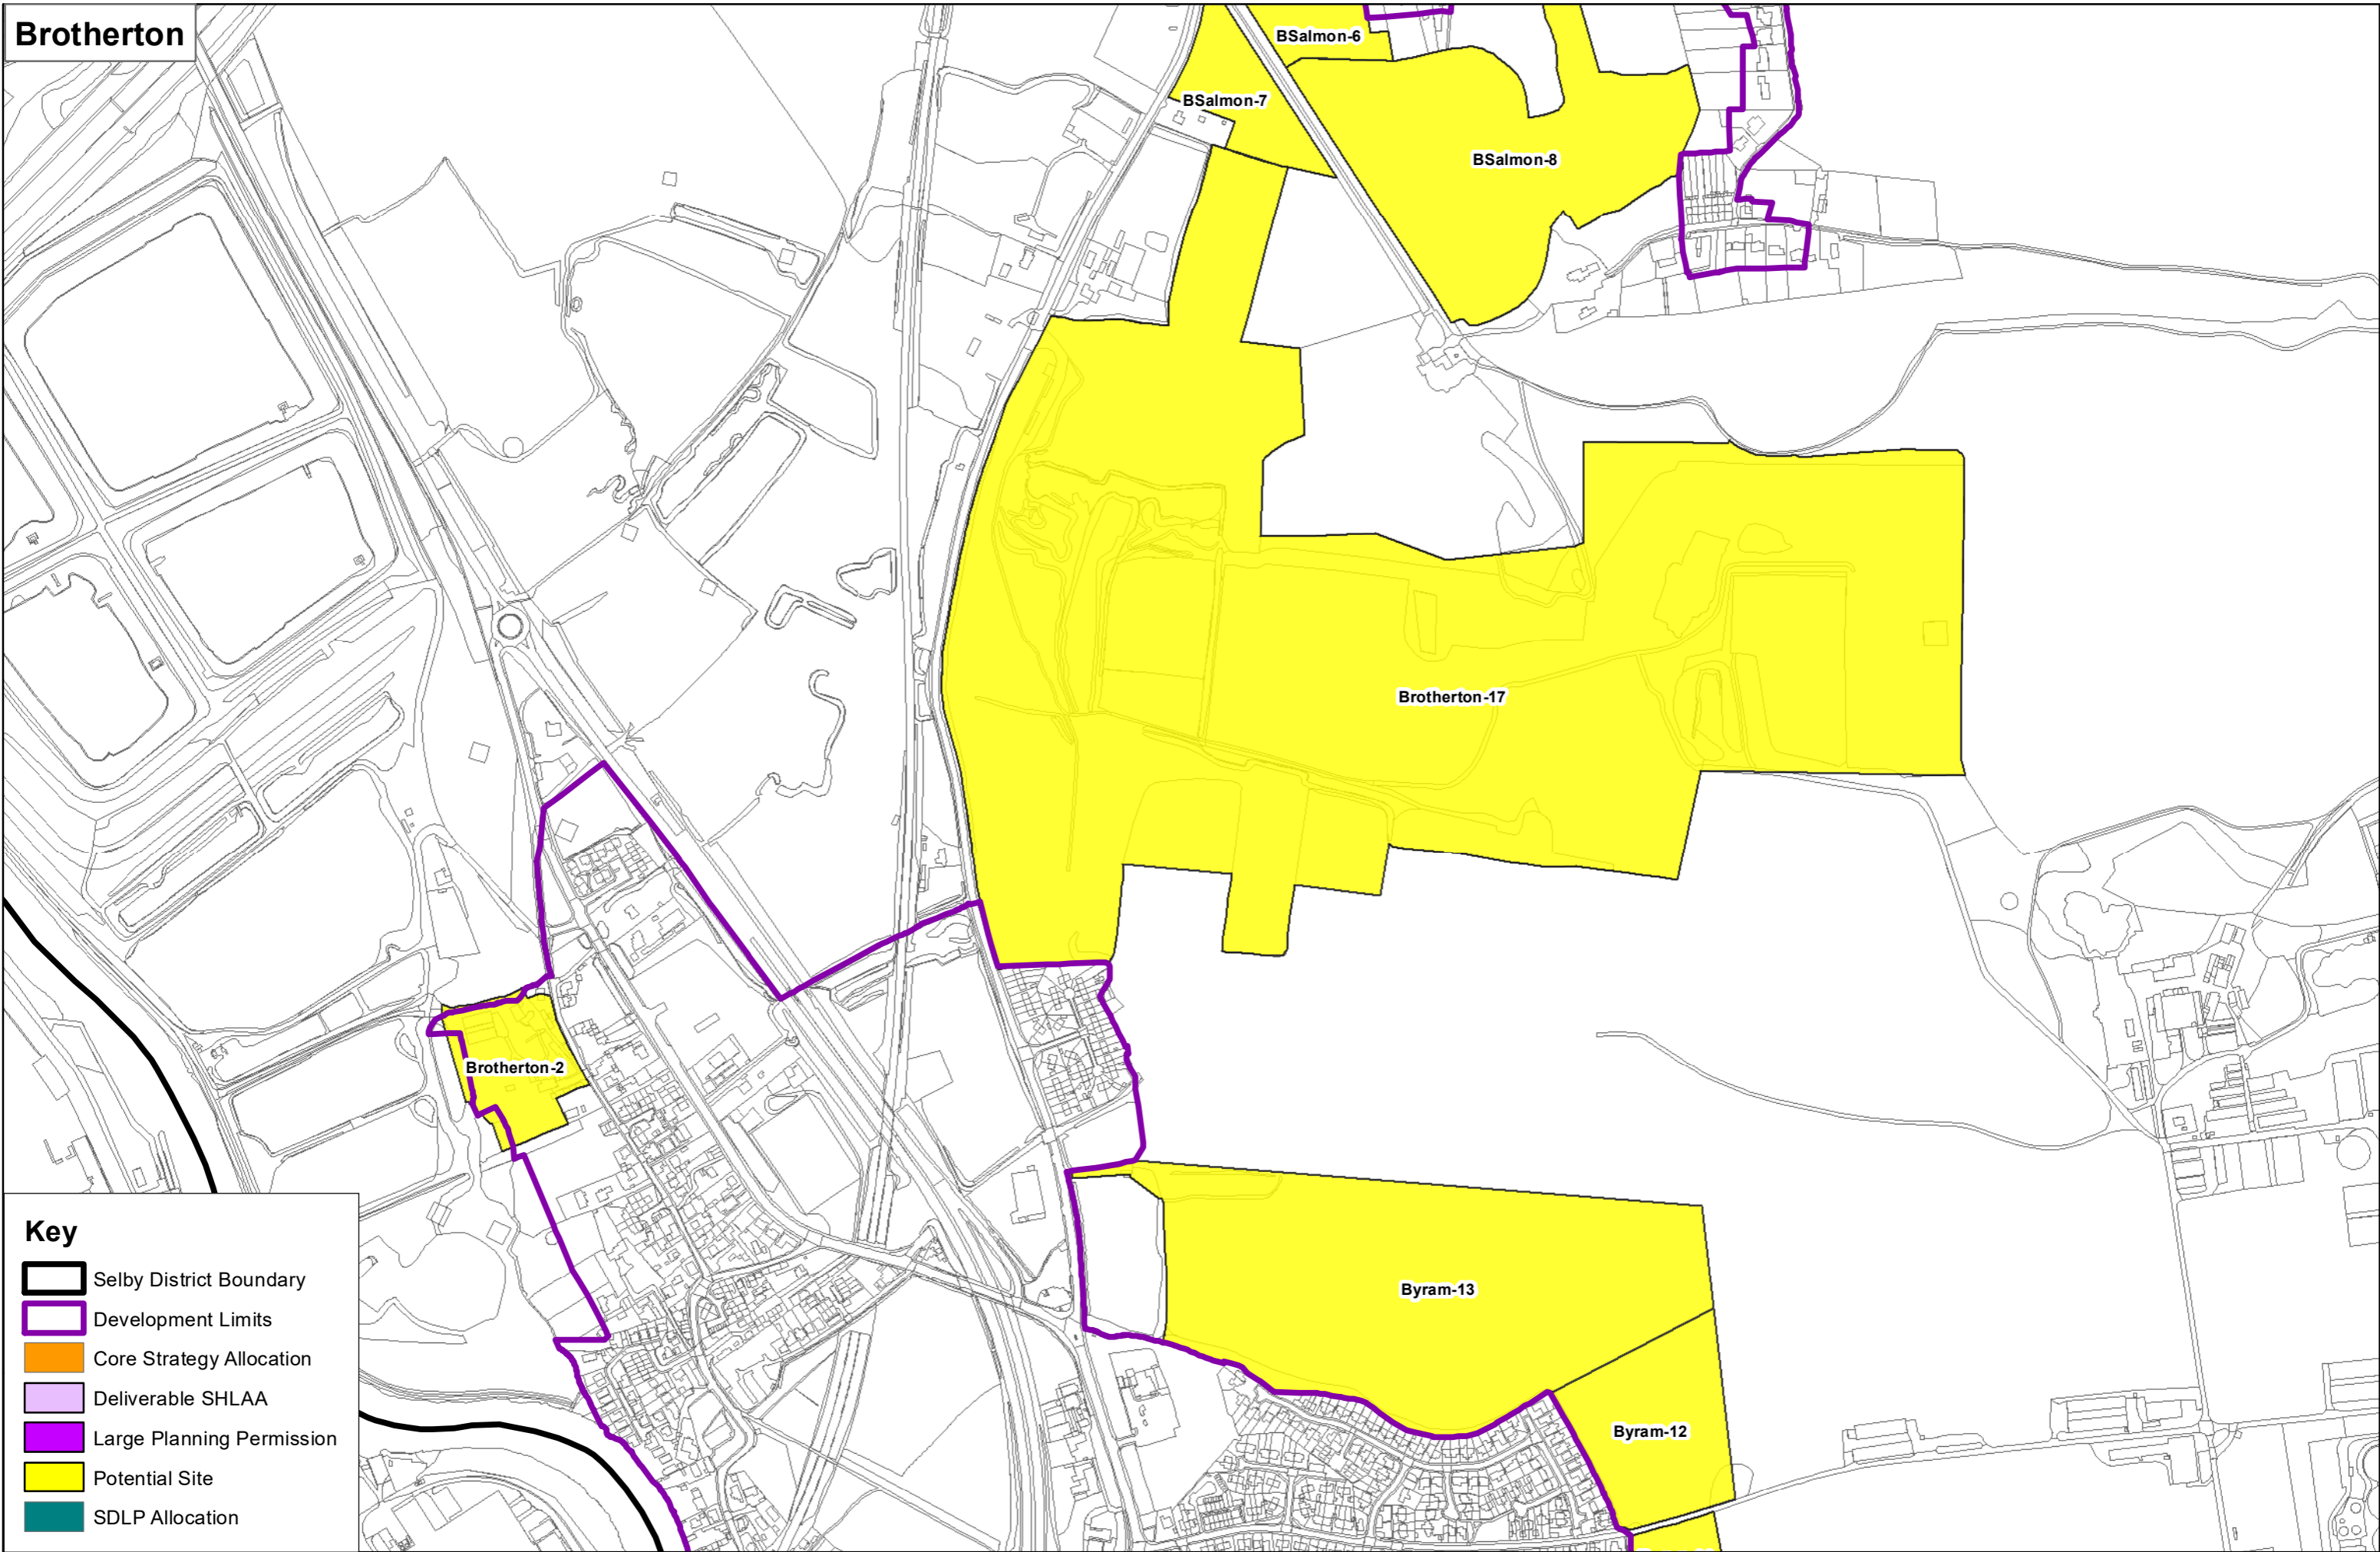 Brotherton
BSalmon-6
BSalmon-7
BSalmon-8
Brotherton-17
Brotherton-2
Byram-13
Byram-12
Key
Selby District Boundary
Development Limits
Core Strategy Allocation
Deliverable SHLAA
Large Planning Permission
Potential Site
SDLP Allocation